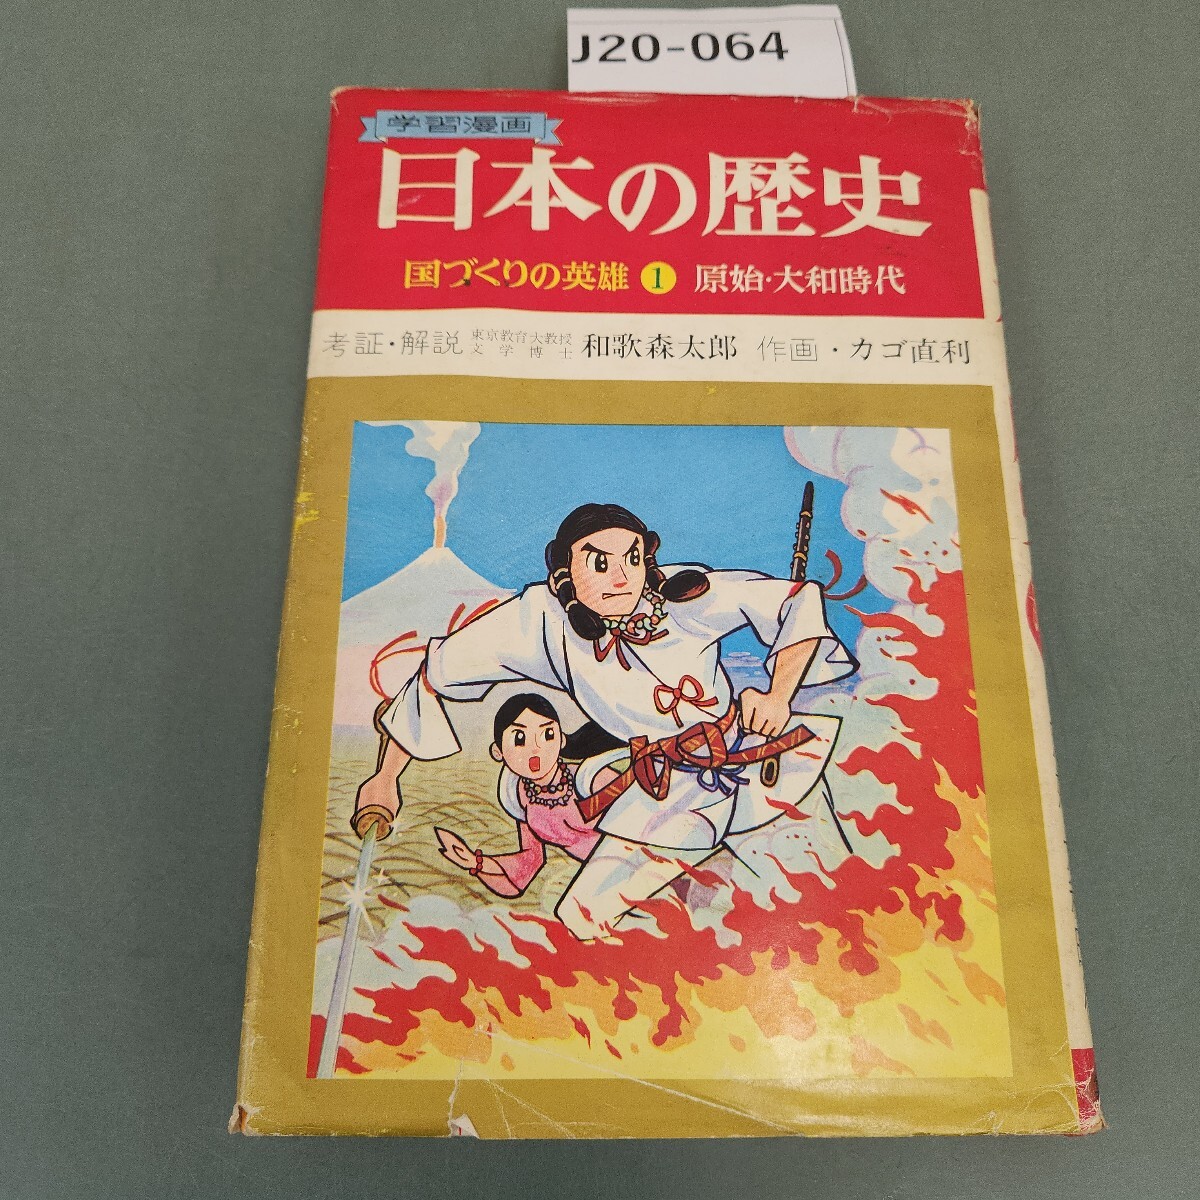 J20-064
学習漫画
日本の歴史
国づくりの英雄 1 原始・大和時代
考証・解説 東京教育大教授 文学博士 和歌森太郎 作画・カゴ直利